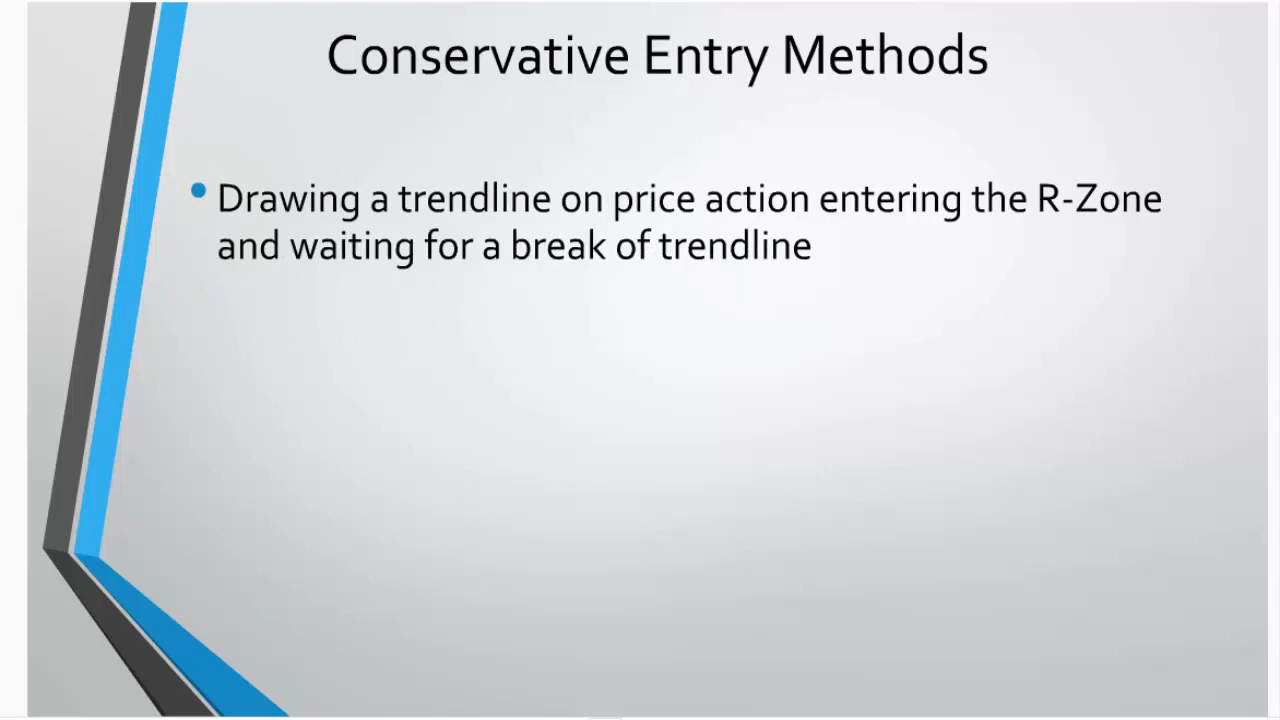 Conservative Entry Methods
• Drawing a trendline on price action entering the R-Zone
and waiting for a break of trendline